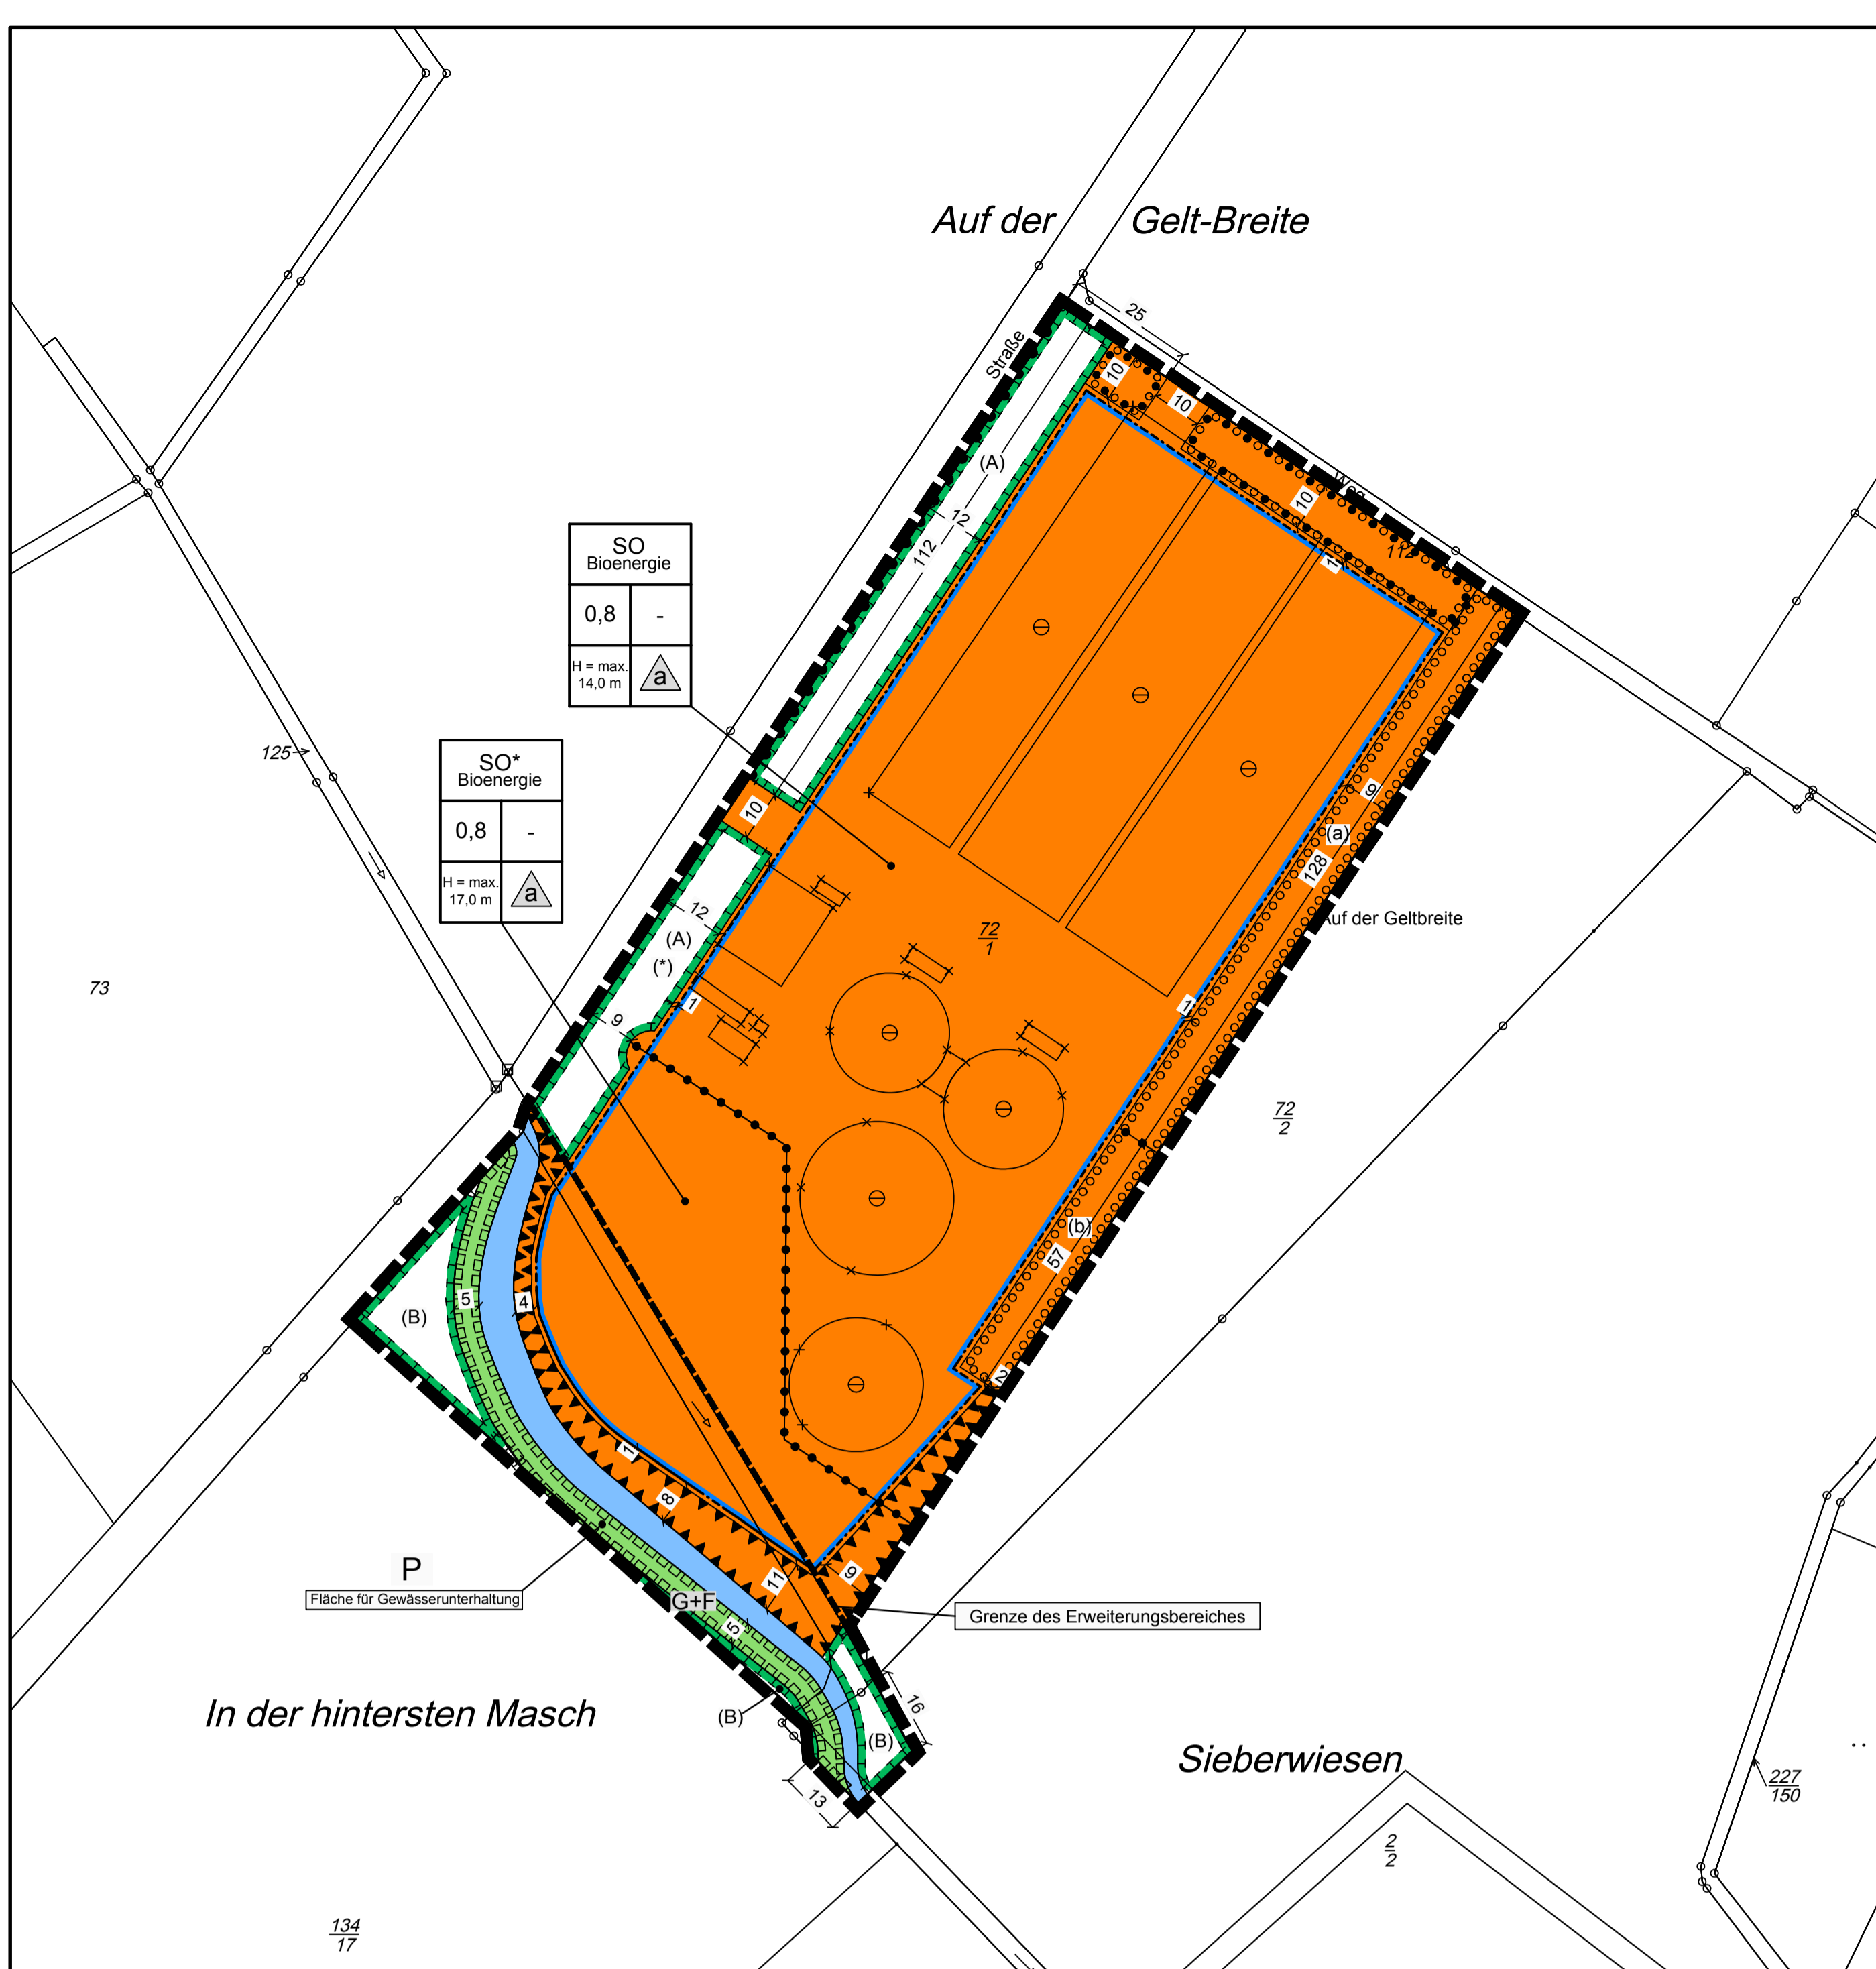 Auf der Gelt-Breite
25
Straße
10
10
(A)
Weg
10
12
112
112
1
SO
Bioenergie
0,8 -
H = max.
14,0 m
a
125
SO*
Bioenergie
0,8 -
H = max.
17,0 m
a
10
9
(a)
128
12
(A)
(*)
72
1
Auf der Geltbreite
73
1
1
9
72
2
(b)
57
5
4
(B)
2
1
8
11
9
P
Fläche für Gewässerunterhaltung
G+F
5
Grenze des Erweiterungsbereiches
In der hintersten Masch
(B)
16
(B)
Sieberwiesen
13
227
150
2
2
134
17